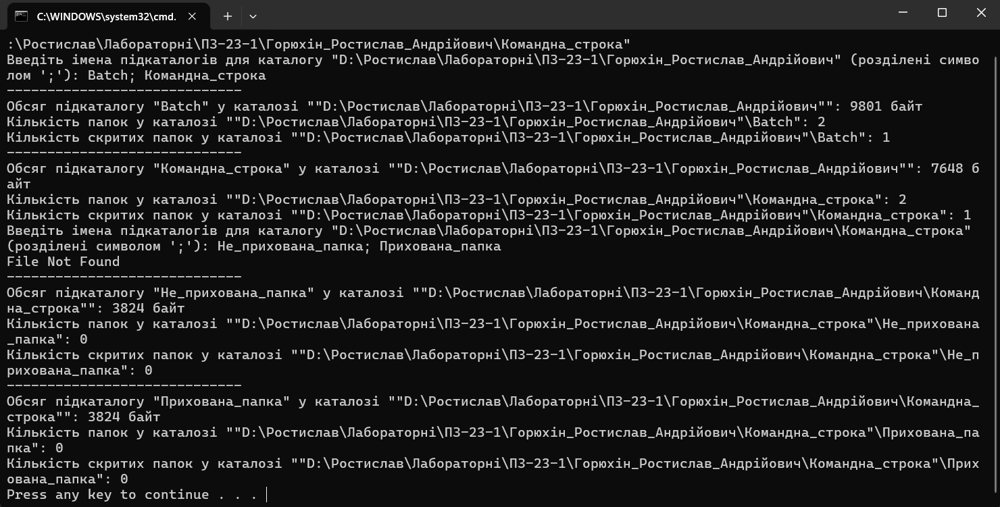 C:\WINDOWS\system32\cmd.
:\Ростислав\Лабораторні\ПЗ-23-1\Горюхін_Ростислав_Андрійович\Командна_строка"
Введіть імена підкаталогів для каталогу "D:\Ростислав\Лабораторні\ПЗ-23-1\Горюхін_Ростислав_Андрійович" (розділені симво
лом ';'): Batch; Командна_строка
-----------------------------
Обсяг підкаталогу "Batch" у каталозі ""D:\Ростислав\Лабораторні\ПЗ-23-1\Горюхін_Ростислав_Андрійович"": 9801 байт
Кількість папок у каталозі ""D:\Ростислав\Лабораторні\ПЗ-23-1\Горюхін_Ростислав_Андрійович"\Batch": 2
Кількість скритих папок у каталозі ""D:\Ростислав\Лабораторні\ПЗ-23-1\Горюхін_Ростислав_Андрійович"\Batch": 1
-----------------------------
Обсяг підкаталогу "Командна_строка" у каталозі ""D:\Ростислав\Лабораторні\ПЗ-23-1\Горюхін_Ростислав_Андрійович"": 7648 б
айт
Кількість папок у каталозі ""D:\Ростислав\Лабораторні\ПЗ-23-1\Горюхін_Ростислав_Андрійович"\Командна_строка": 2
Кількість скритих папок у каталозі ""D:\Ростислав\Лабораторні\ПЗ-23-1\Горюхін_Ростислав_Андрійович"\Командна_строка": 1
Введіть імена підкаталогів для каталогу "D:\Ростислав\Лабораторні\ПЗ-23-1\Горюхін_Ростислав_Андрійович\Командна_строка"
(розділені символом ';'): Не_прихована_папка; Прихована_папка
File Not Found
-----------------------------
Обсяг підкаталогу "Не_прихована_папка" у каталозі ""D:\Ростислав\Лабораторні\ПЗ-23-1\Горюхін_Ростислав_Андрійович\Команд
на_строка"": 3824 байт
Кількість папок у каталозі ""D:\Ростислав\Лабораторні\ПЗ-23-1\Горюхін_Ростислав_Андрійович\Командна_строка"\Не_прихована
_папка": 0
Кількість скритих папок у каталозі ""D:\Ростислав\Лабораторні\ПЗ-23-1\Горюхін_Ростислав_Андрійович\Командна_строка"\Не_п
рихована_папка": 0
-----------------------------
Обсяг підкаталогу "Прихована_папка" у каталозі ""D:\Ростислав\Лабораторні\ПЗ-23-1\Горюхін_Ростислав_Андрійович\Командна_
строка"": 3824 байт
Кількість папок у каталозі ""D:\Ростислав\Лабораторні\ПЗ-23-1\Горюхін_Ростислав_Андрійович\Командна_строка"\Прихована_па
пка": 0
Кількість скритих папок у каталозі ""D:\Ростислав\Лабораторні\ПЗ-23-1\Горюхін_Ростислав_Андрійович\Командна_строка"\Прих
ована_папка": 0
Press any key to continue . . .